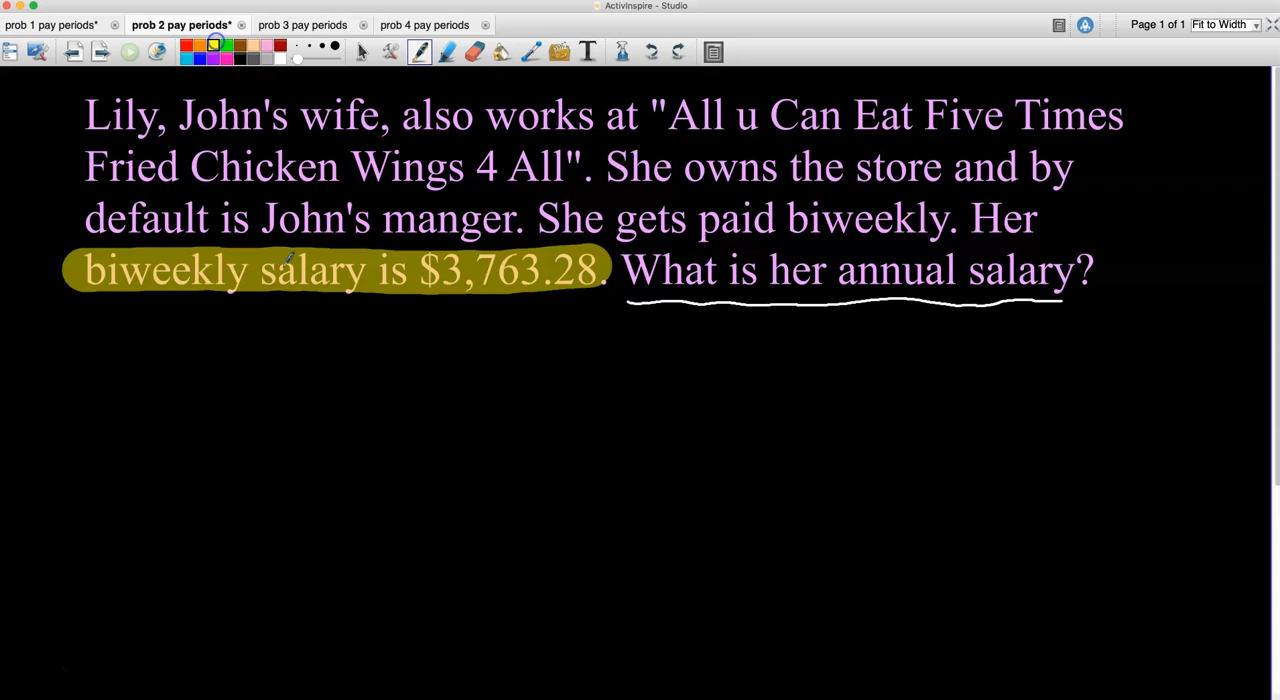 ActivInspire - Studio
prob 1 pay periods* prob 2 pay periods* prob 3 pay periods prob 4 pay periods Page 1 of 1 Fit to Width
Lily, John's wife, also works at "All u Can Eat Five Times
Fried Chicken Wings 4 All". She owns the store and by
default is John's manger. She gets paid biweekly. Her
biweekly salary is $3,763.28. What is her annual salary?